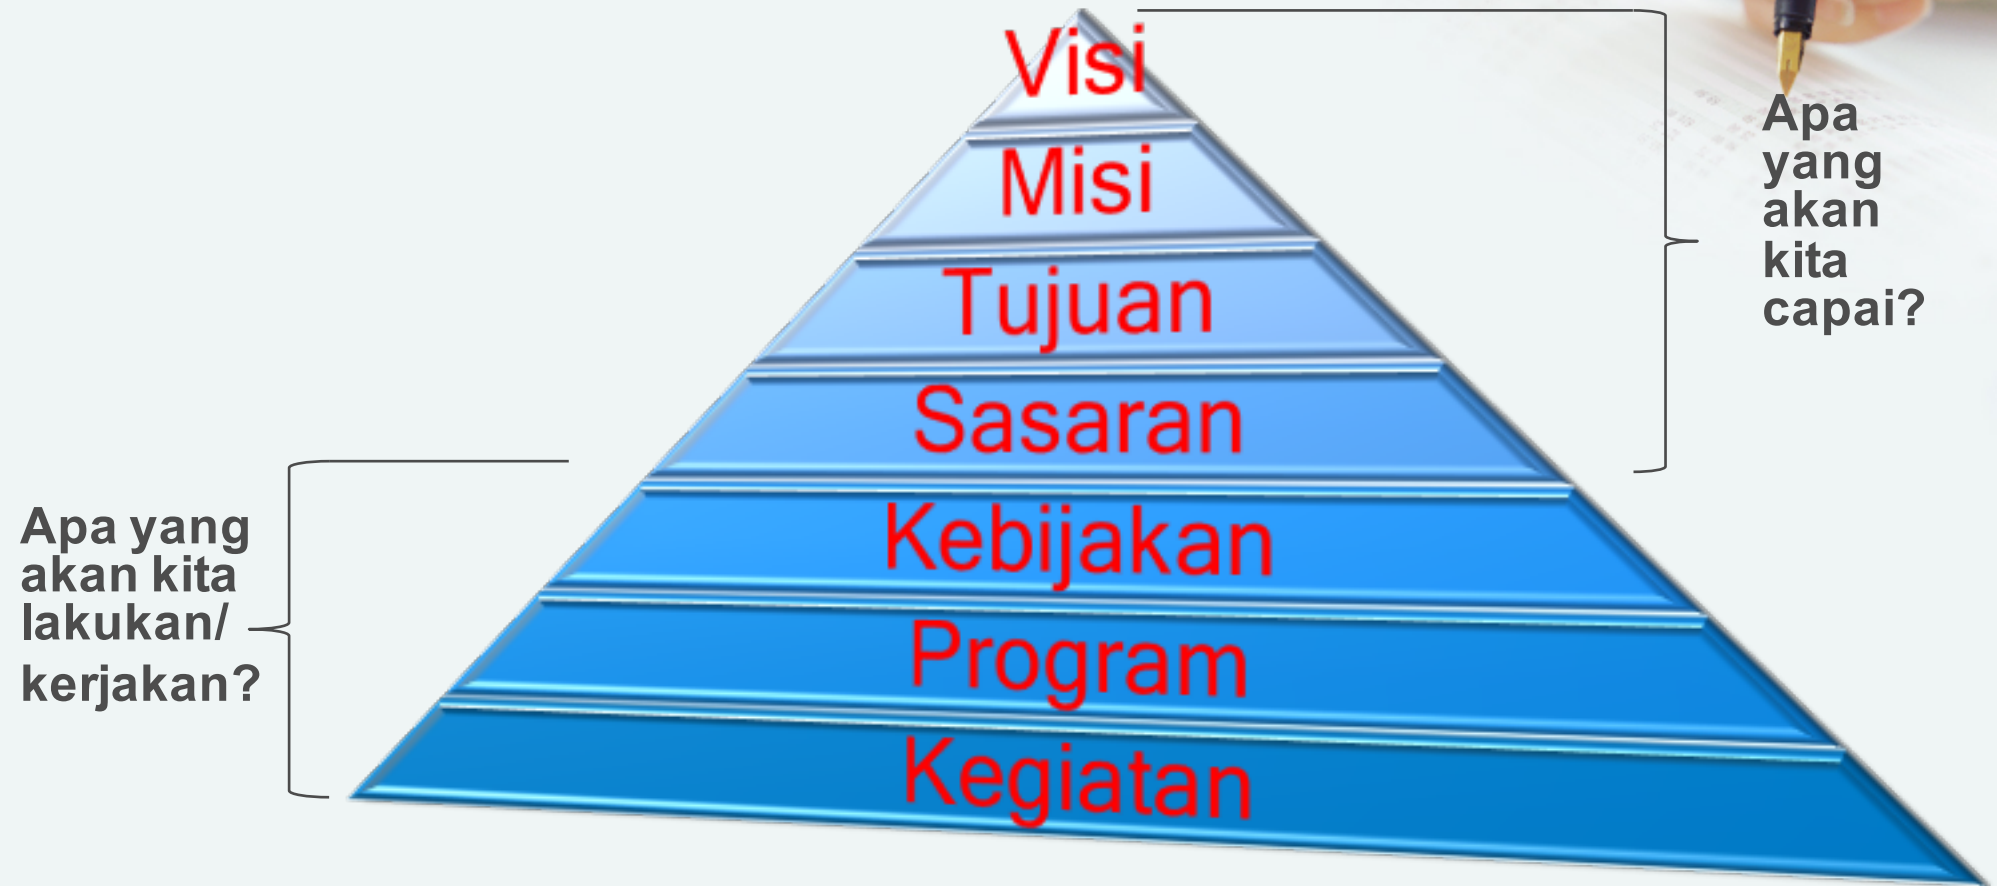 Visi
Misi
Tujuan
Sasaran
Kebijakan
Program
Kegiatan
Apa
yang
akan
kita
capai?
Apa yang
akan kita
lakukan/
kerjakan?